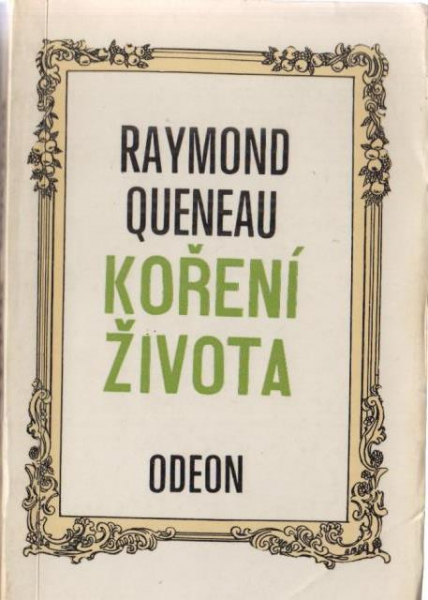 RAYMOND
QUENEAU
KOŘENÍ
ŽIVOTA
ODEON